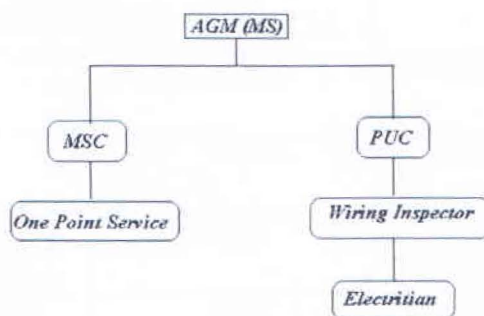 AGM (MS)
MSC
PUC
One Point Service
Wiring Inspector
Electritian